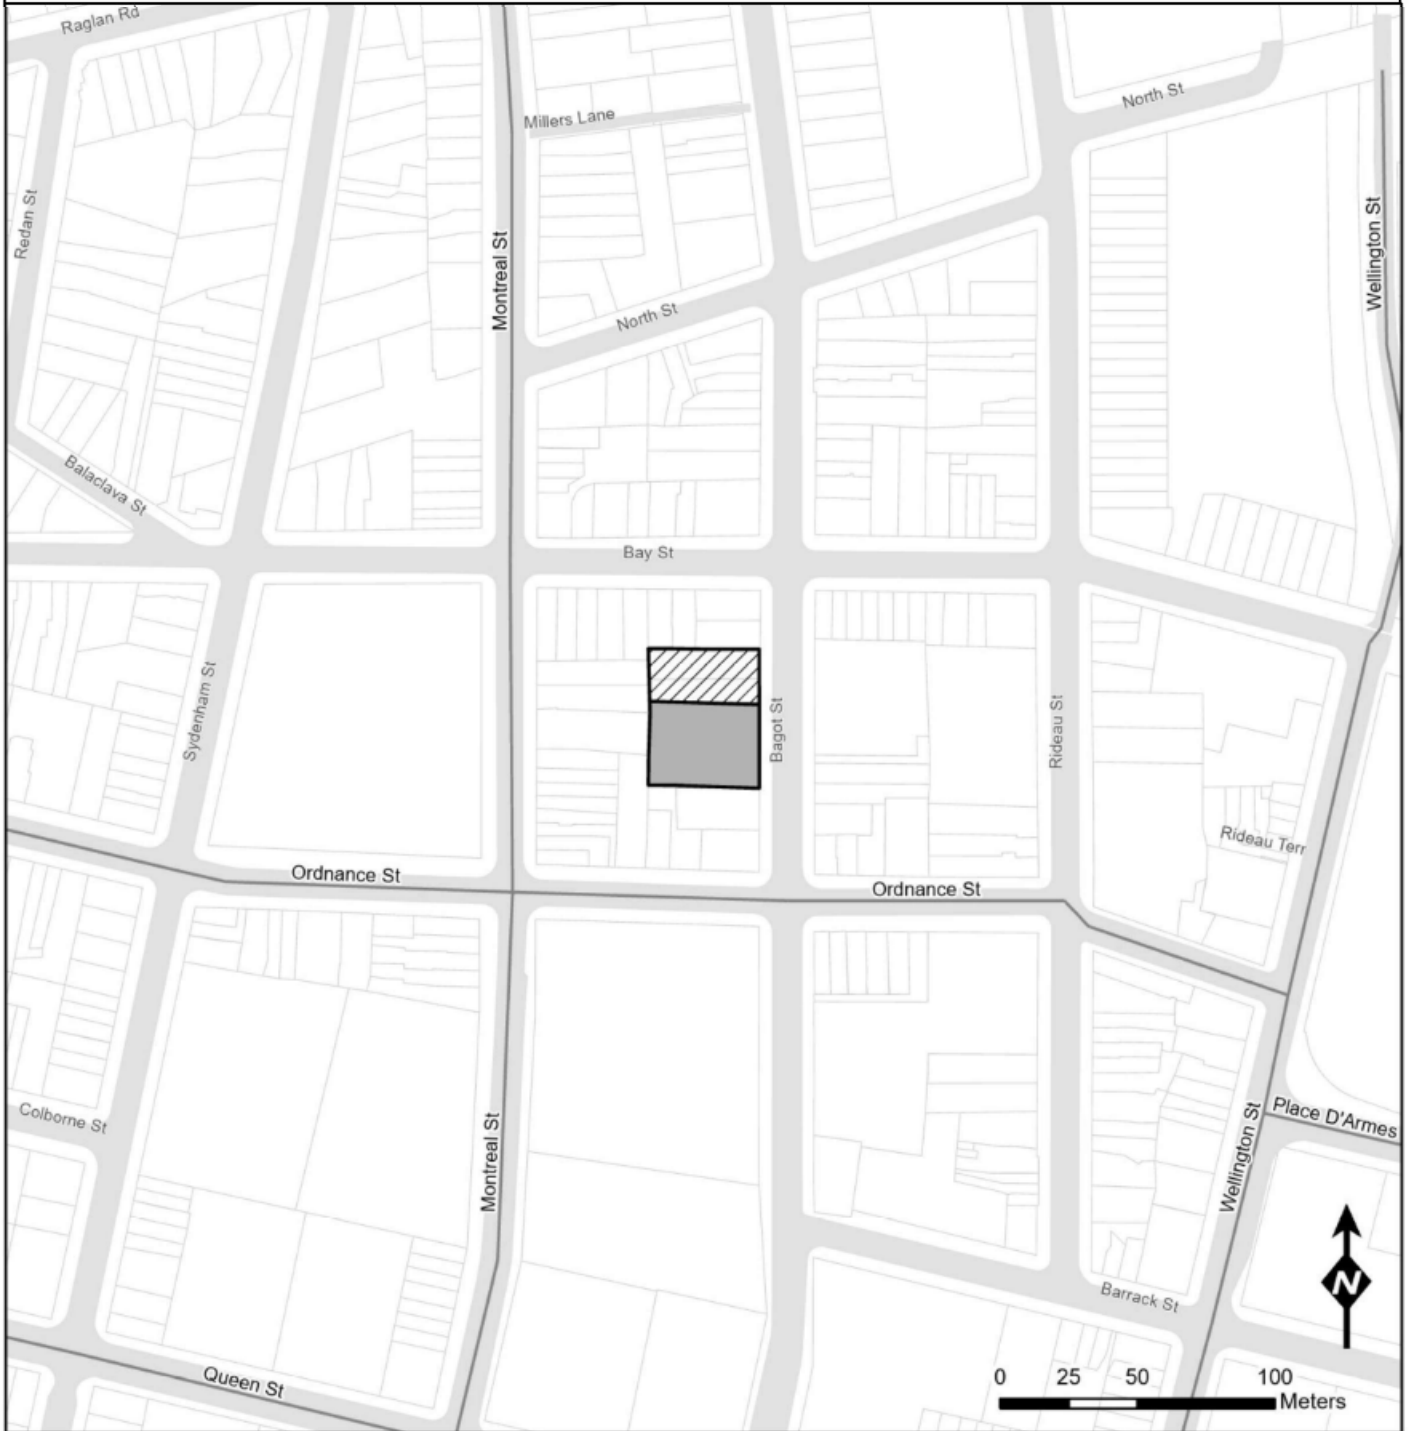 Raglan Rd
North St
Millers Lane
Redan St
Montreal St
Wellington St
North St
Balaclava St
Bay St
Sydenham St
Bagot St
Rideau St
Rideau Terr
Ordnance St
Ordnance St
Colborne St
Montreal St
Place D'Armes
Wellington St
N
Barrack St
Queen St
0 25 50 100
Meters